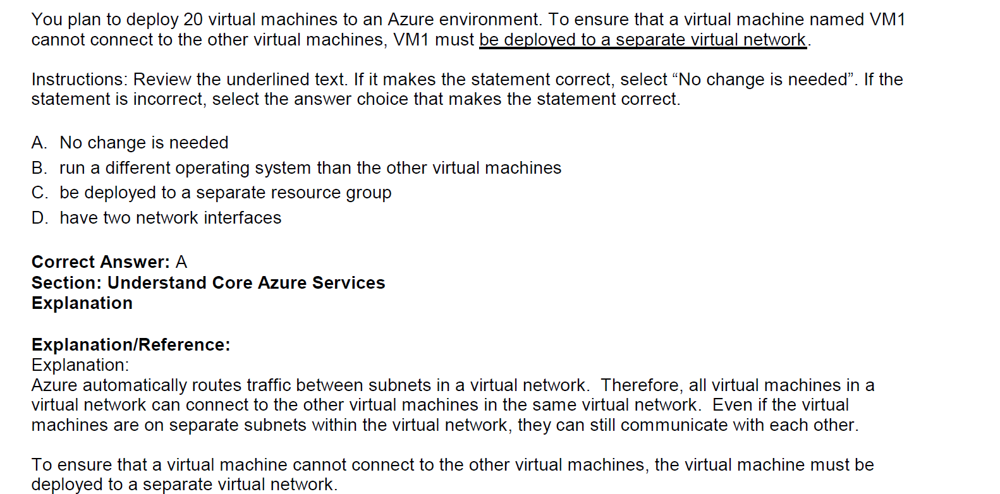 You plan to deploy 20 virtual machines to an Azure environment. To ensure that a virtual machine named VM1
cannot connect to the other virtual machines, VM1 must be deployed to a separate virtual network.
Instructions: Review the underlined text. If it makes the statement correct, select “No change is needed”. If the
statement is incorrect, select the answer choice that makes the statement correct.
A. No change is needed
B. run a different operating system than the other virtual machines
C. be deployed to a separate resource group
D. have two network interfaces
Correct Answer: A
Section: Understand Core Azure Services
Explanation
Explanation/Reference:
Explanation:
Azure automatically routes traffic between subnets in a virtual network. Therefore, all virtual machines in a
virtual network can connect to the other virtual machines in the same virtual network. Even if the virtual
machines are on separate subnets within the virtual network, they can still communicate with each other.
To ensure that a virtual machine cannot connect to the other virtual machines, the virtual machine must be
deployed to a separate virtual network.